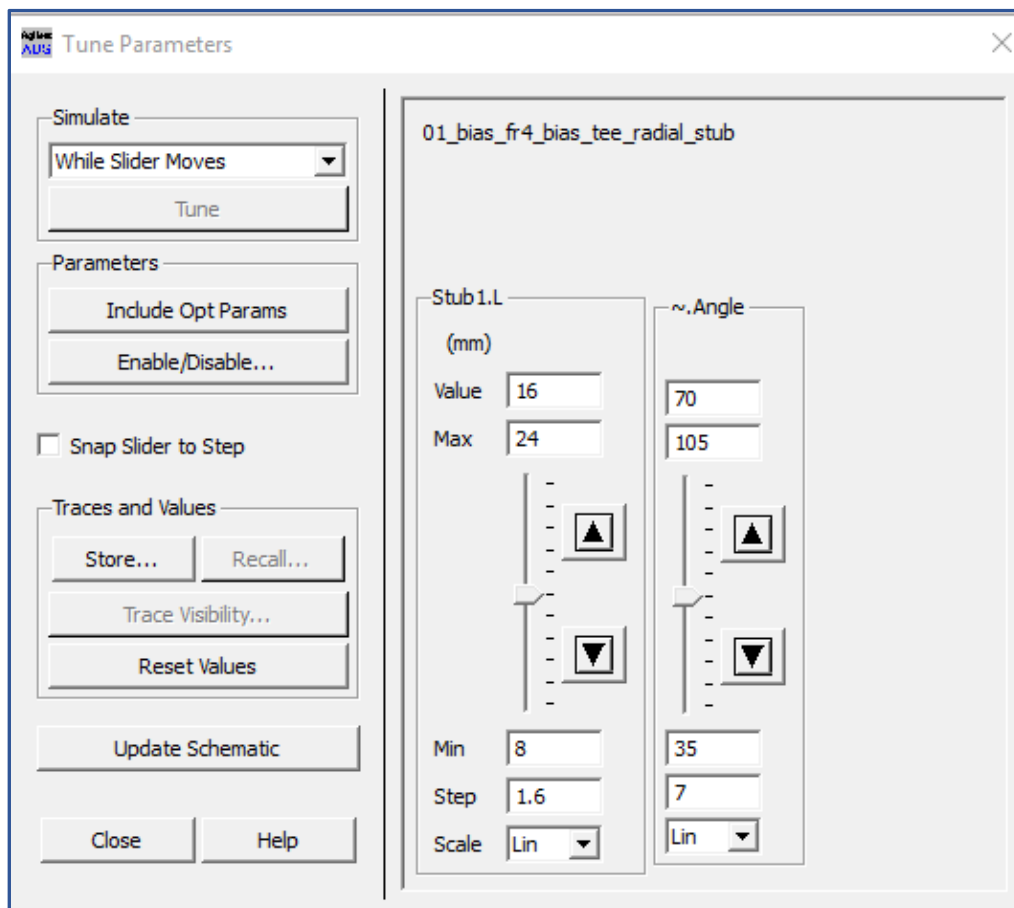 Agilent
ADS
Tune Parameters
Simulate
While Slider Moves
Tune
Parameters
Include Opt Params
Enable/Disable...
Snap Slider to Step
Traces and Values
Store... Recall...
Trace Visibility...
Reset Values
Update Schematic
Close Help
01_bias_fr4_bias_tee_radial_stub
Stub1.L
(mm)
Value 16
Max 24
Min 8
Step 1.6
Scale Lin
~.Angle
70
105
35
7
Lin